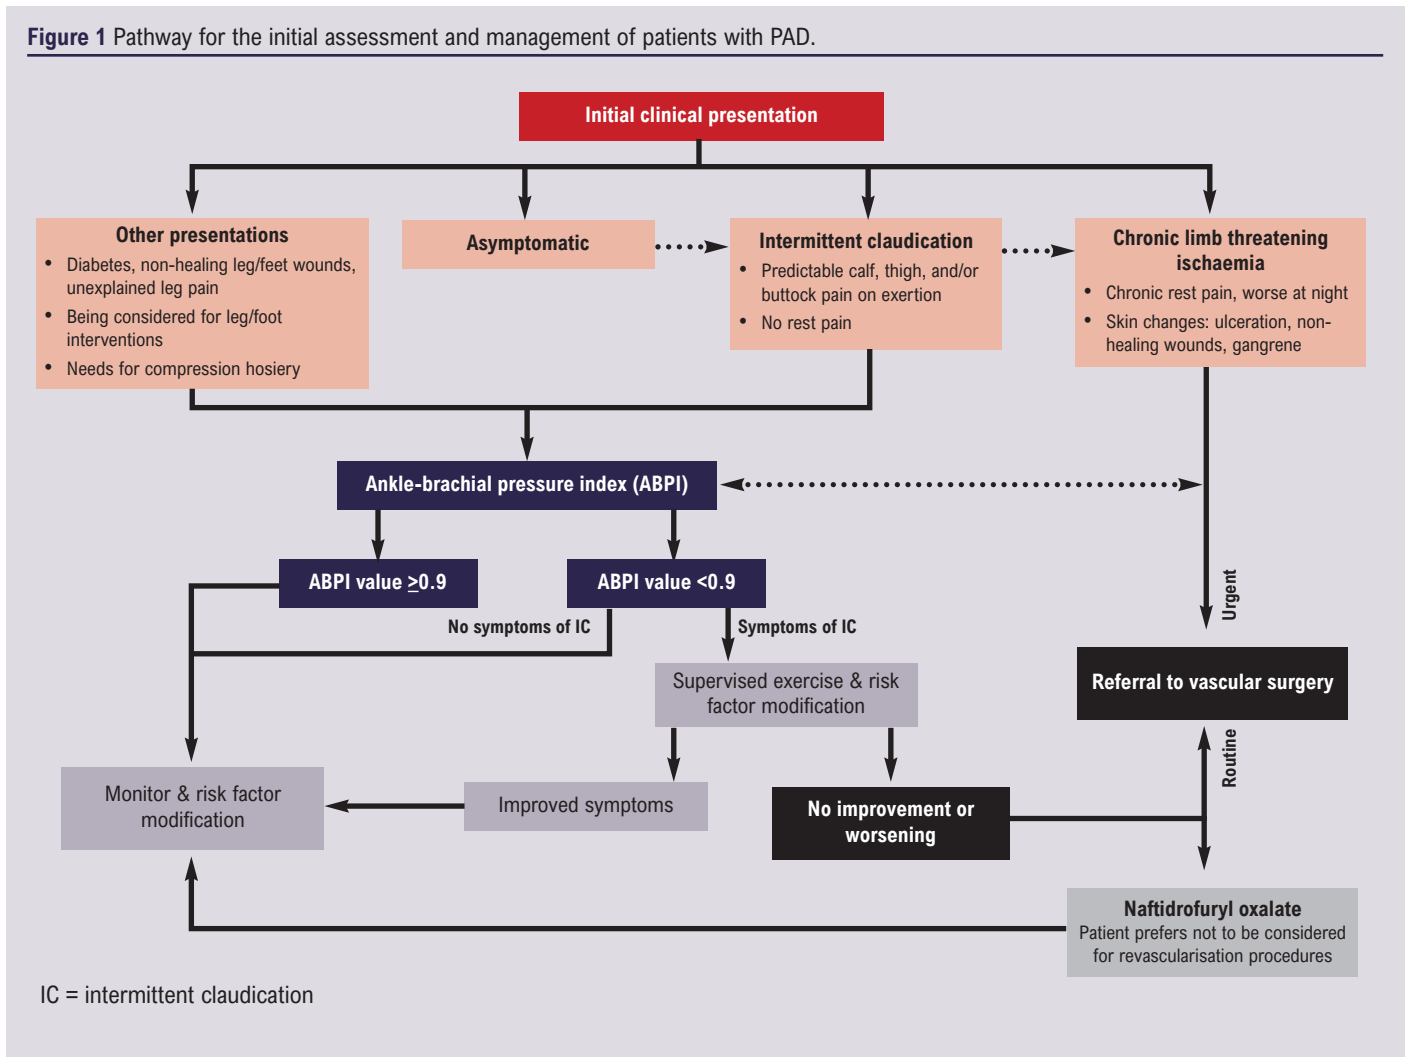 Figure 1 Pathway for the initial assessment and management of patients with PAD.
Initial clinical presentation
Other presentations
• Diabetes, non-healing leg/feet wounds,
unexplained leg pain
• Being considered for leg/foot
interventions
• Needs for compression hosiery
Asymptomatic
Intermittent claudication
• Predictable calf, thigh, and/or
buttock pain on exertion
• No rest pain
Chronic limb threatening
ischaemia
• Chronic rest pain, worse at night
• Skin changes: ulceration, non-
healing wounds, gangrene
Ankle-brachial pressure index (ABPI)
ABPI value ≥0.9
ABPI value <0.9
No symptoms of IC
Symptoms of IC
Urgent
Supervised exercise & risk
factor modification
Referral to vascular surgery
Routine
Monitor & risk factor
modification
Improved symptoms
No improvement or
worsening
Naftidrofuryl oxalate
Patient prefers not to be considered
for revascularisation procedures
IC = intermittent claudication